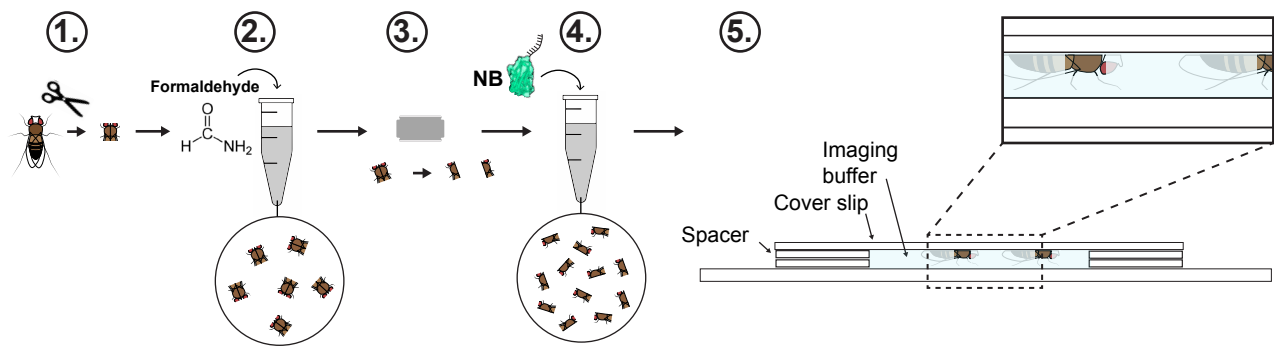 1.
2.
3.
4.
5.
Formaldehyde
O
H
NH2
NB
Imaging
buffer
Cover slip
Spacer